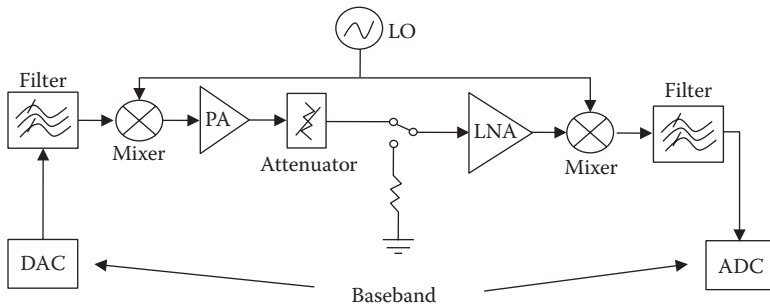 LO
Filter
Filter
PA
LNA
Mixer
Attenuator
Mixer
DAC
ADC
Baseband